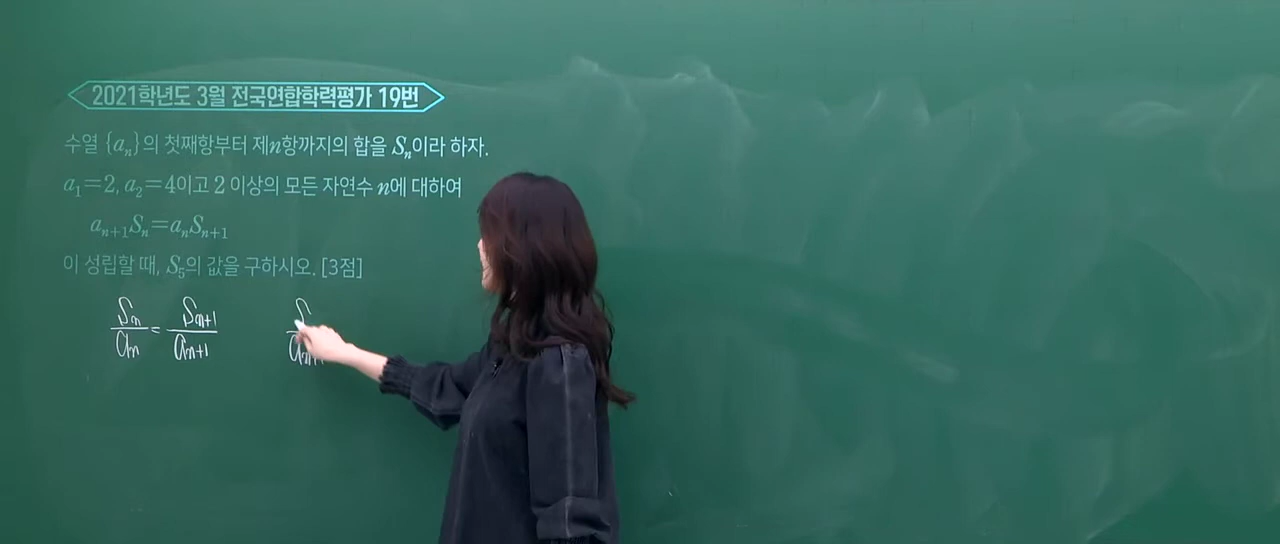 2021학년도 3월 전국연합학력평가 19번
수열 {aₙ}의 첫째항부터 제n항까지의 합을 Sₙ이라 하자.
a₁=2, a₂=4이고 2 이상의 모든 자연수 n에 대하여
aₙ₊₁Sₙ=aₙSₙ₊₁
이 성립할 때, S₅의 값을 구하시오. [3점]
Sₙ/aₙ = Sₙ₊₁/aₙ₊₁ S